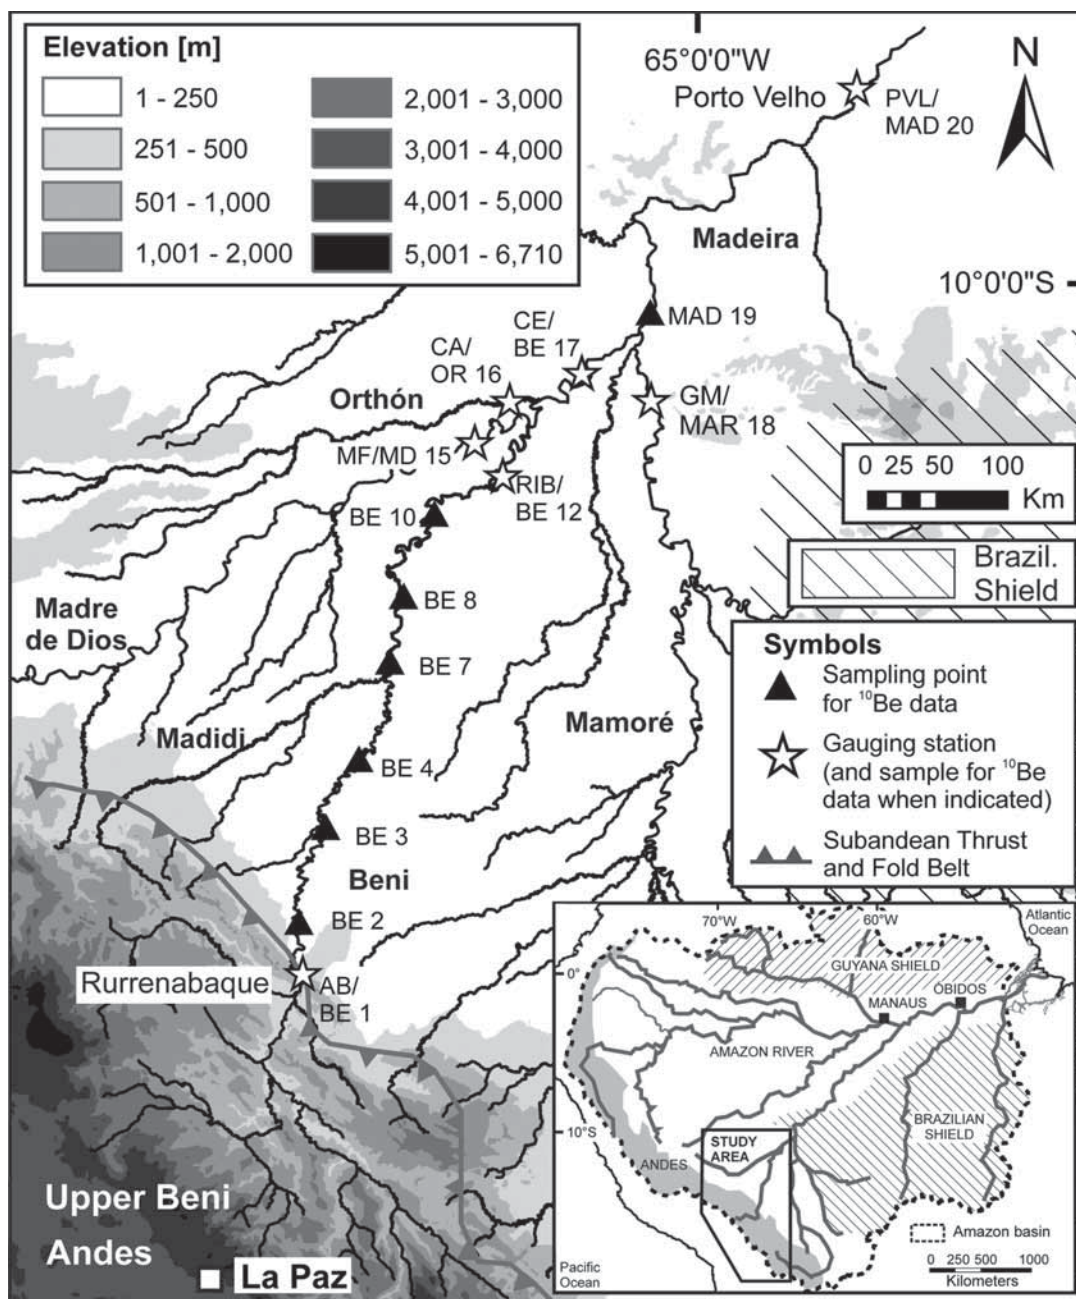 Elevation [m]
1 - 250
251 - 500
501 - 1,000
1,001 - 2,000
2,001 - 3,000
3,001 - 4,000
4,001 - 5,000
5,001 - 6,710
65°0'0"W
Porto Velho
PVL/
MAD 20
N
Madeira
10°0'0"S
MAD 19
CE/
BE 17
CA/
OR 16
Orthón
GM/
MAR 18
MF/MD 15
RIB/
BE 12
BE 10
0 25 50 100
Km
Brazil.
Shield
BE 8
Madre
de Dios
BE 7
Madidi
Mamoré
BE 4
BE 3
Beni
BE 2
Rurrenabaque
AB/
BE 1
Symbols
Sampling point
for ¹⁰Be data
Gauging station
(and sample for ¹⁰Be
data when indicated)
Subandean Thrust
and Fold Belt
Upper Beni
Andes
La Paz
70°W
60°W
Atlantic
Ocean
0°
GUYANA SHIELD
MANAUS
ÓBIDOS
AMAZON RIVER
10°S
STUDY
AREA
BRAZILIAN
SHIELD
ANDES
Amazon basin
Pacific
Ocean
0 250 500 1000
Kilometers